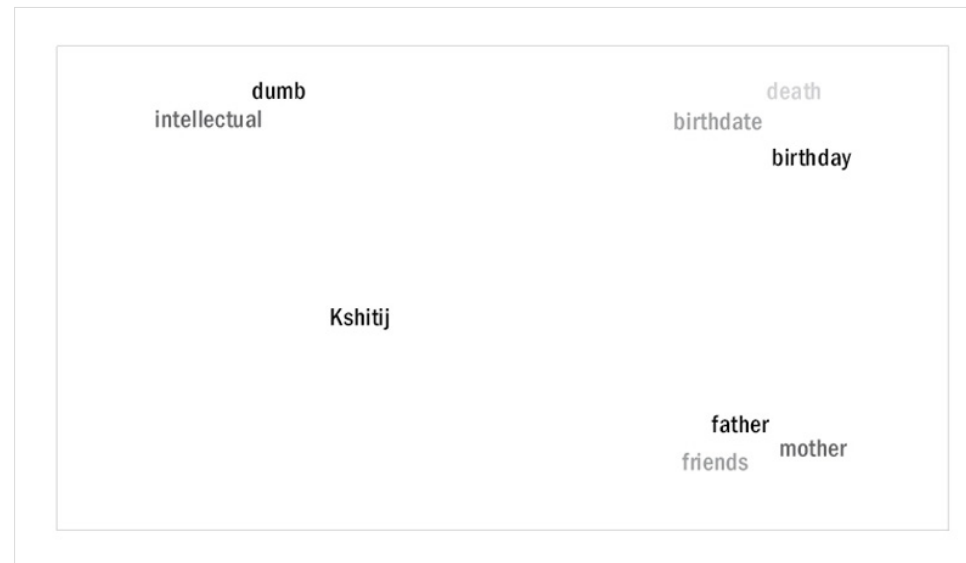 dumb
death
intellectual
birthdate
birthday
Kshitij
father
mother
friends